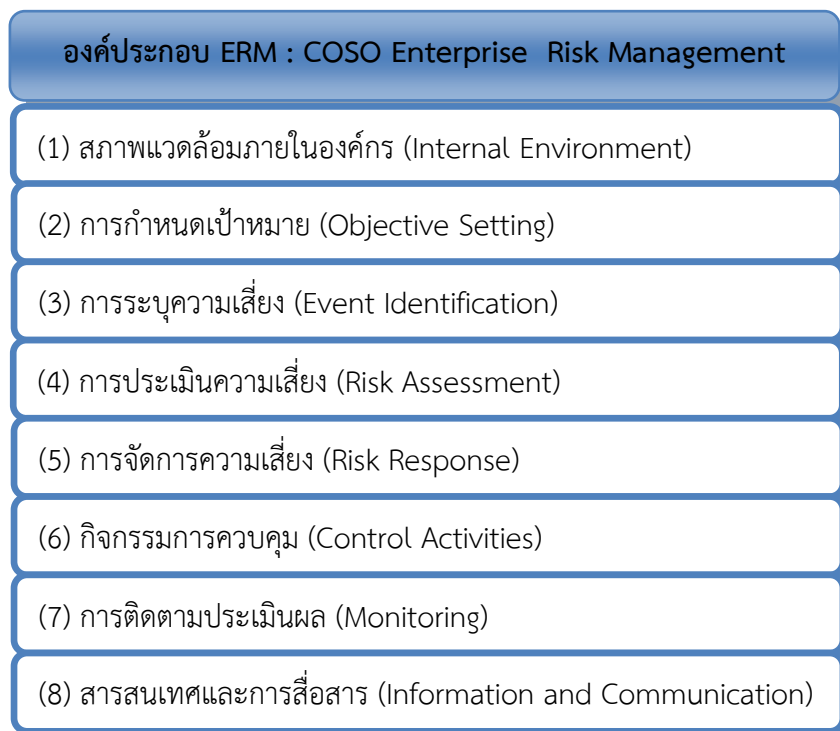 องค์ประกอบ ERM : COSO Enterprise Risk Management
(1) สภาพแวดล้อมภายในองค์กร (Internal Environment)
(2) การกำหนดเป้าหมาย (Objective Setting)
(3) การระบุความเสี่ยง (Event Identification)
(4) การประเมินความเสี่ยง (Risk Assessment)
(5) การจัดการความเสี่ยง (Risk Response)
(6) กิจกรรมการควบคุม (Control Activities)
(7) การติดตามประเมินผล (Monitoring)
(8) สารสนเทศและการสื่อสาร (Information and Communication)